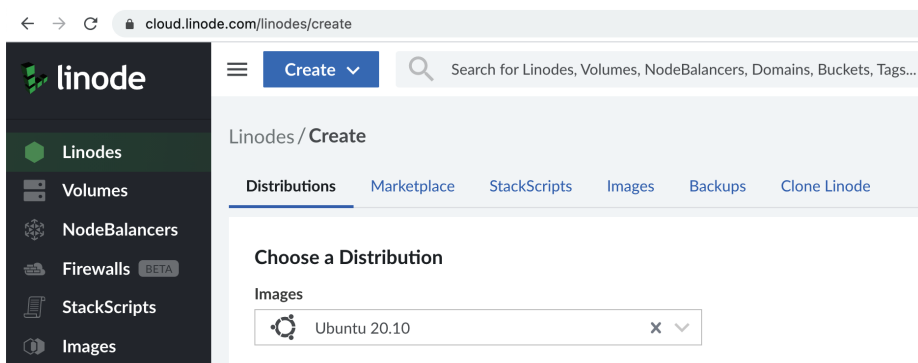 cloud.linode.com/linodes/create
linode
Create
Search for Linodes, Volumes, NodeBalancers, Domains, Buckets, Tags...
Linodes / Create
Linodes
Volumes
NodeBalancers
Firewalls BETA
StackScripts
Images
Distributions Marketplace StackScripts Images Backups Clone Linode
Choose a Distribution
Images
Ubuntu 20.10